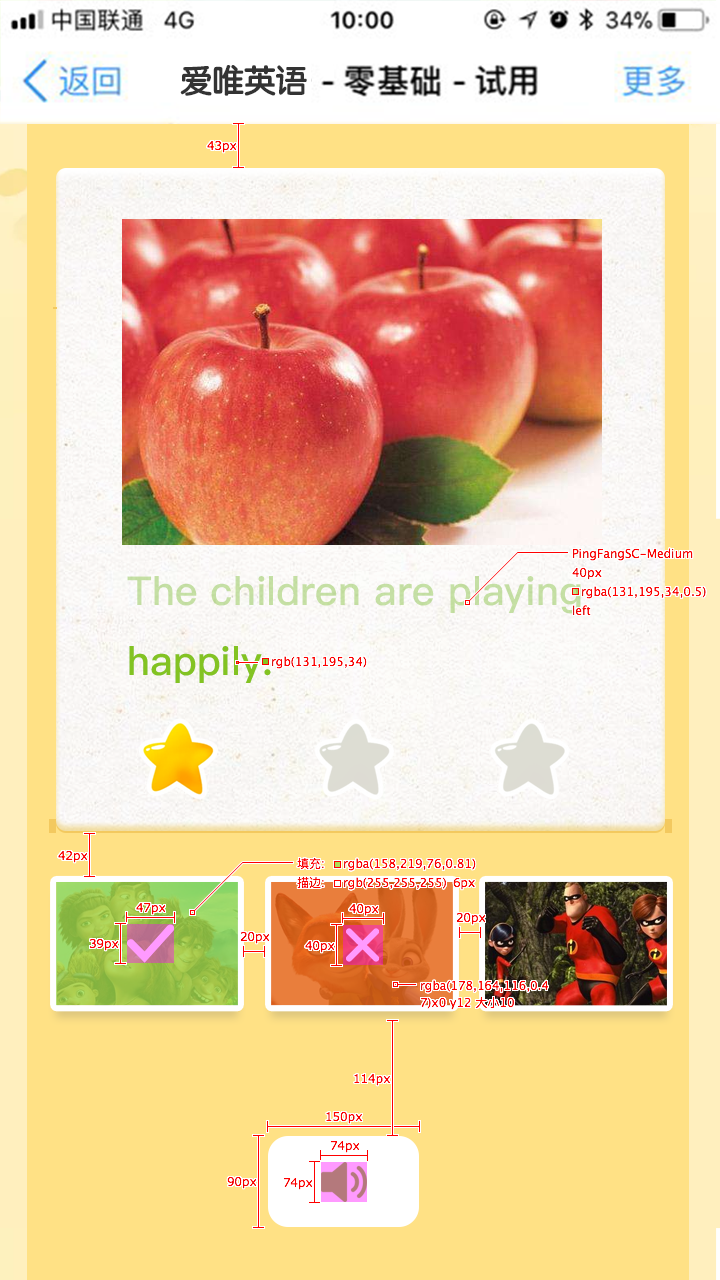 中国联通 4G 10:00 34%
返回 爱唯英语 - 零基础 - 试用 更多
43px
PingFangSC-Medium
40px
rgba(131,195,34,0.5)
left
The children are playing
happily.
rgb(131,195,34)
42px
填充: rgba(158,219,76,0.81)
描边: rgb(255-255-255) 6px
47px
39px
20px
40px
40px
20px
rgba(178,164,116,0.4
7)x0 y12 大小10
114px
150px
74px
74px
90px